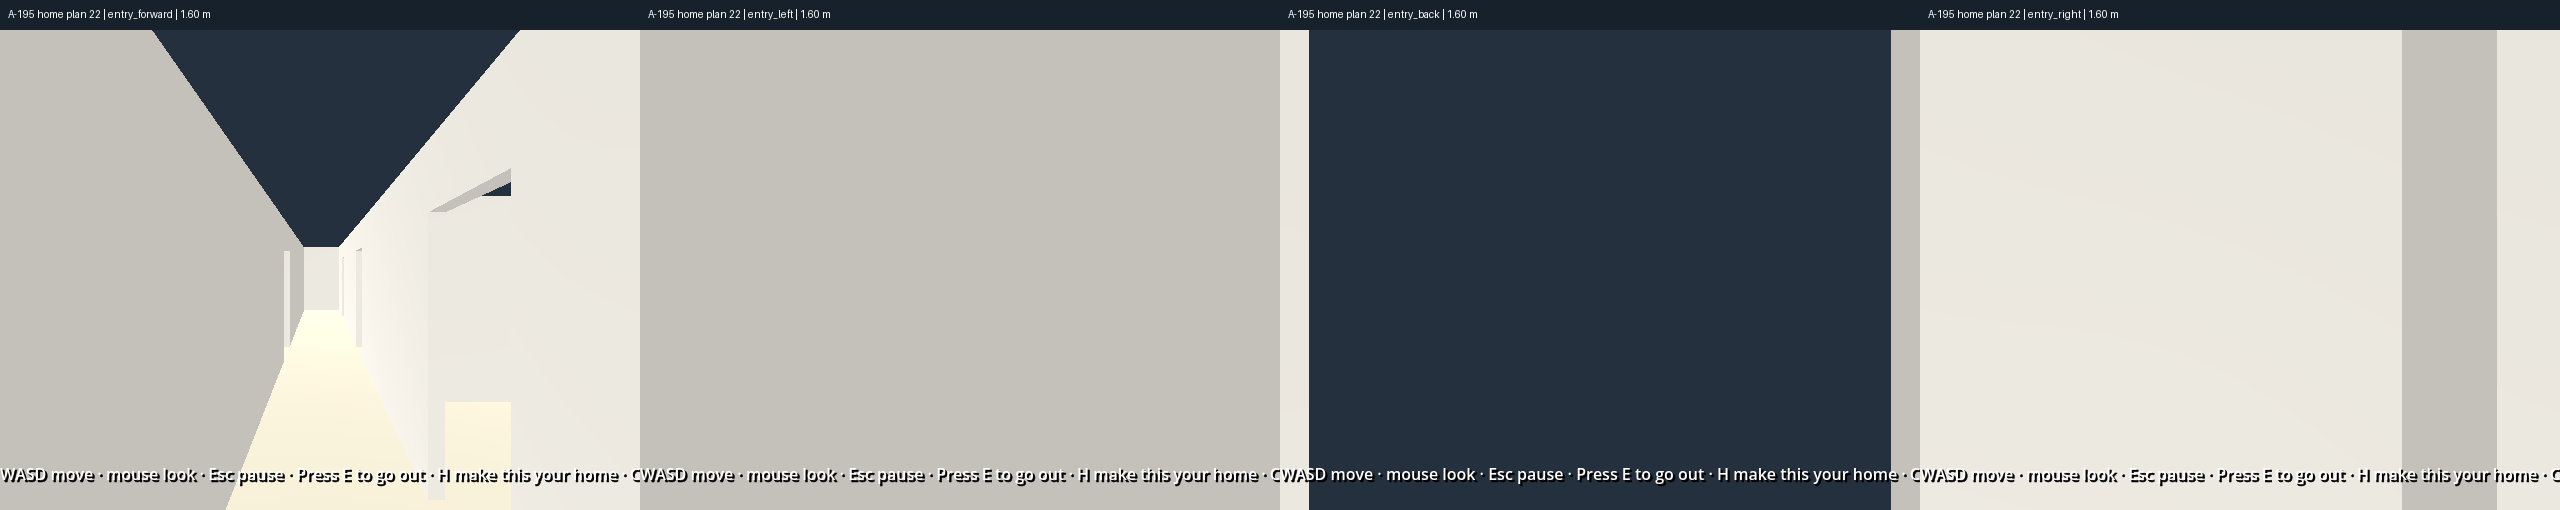 A-195 home plan 22 | entry_forward | 1.60 m
A-195 home plan 22 | entry_left | 1.60 m
A-195 home plan 22 | entry_back | 1.60 m
A-195 home plan 22 | entry_right | 1.60 m
WASD move · mouse look · Esc pause · Press E to go out · H make this your home · C
WASD move · mouse look · Esc pause · Press E to go out · H make this your home · C
WASD move · mouse look · Esc pause · Press E to go out · H make this your home · C
WASD move · mouse look · Esc pause · Press E to go out · H make this your home · C